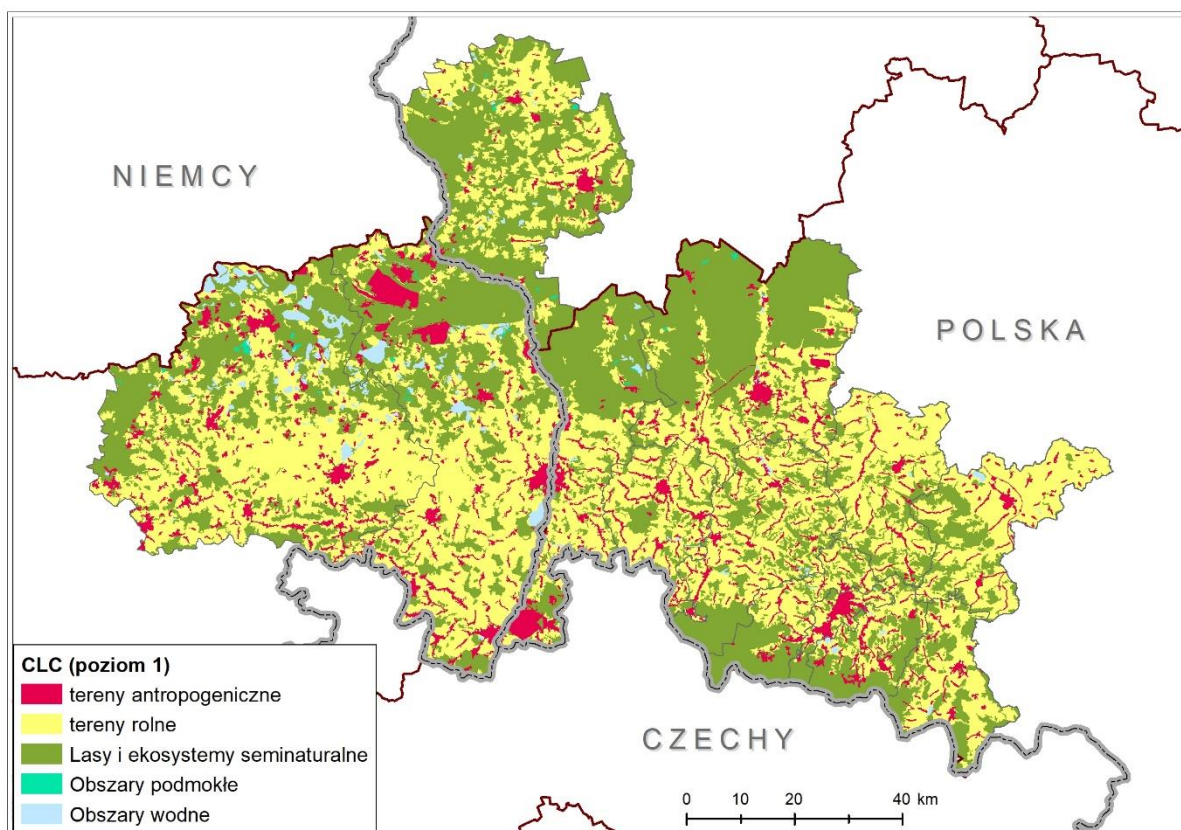 NIEMCY
POLSKA
CZECHY
CLC (poziom 1)
tereny antropogeniczne
tereny rolne
Lasy i ekosystemy seminaturalne
Obszary podmokłe
Obszary wodne
0 10 20 40 km